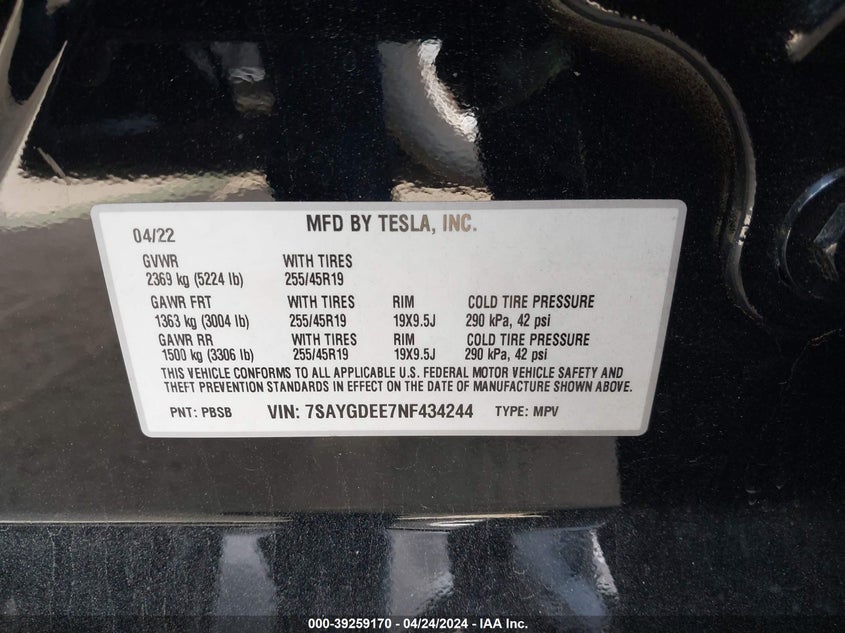 MFD BY TESLA, INC.
04/22
GVWR WITH TIRES
2369 kg (5224 lb) 255/45R19
GAWR FRT WITH TIRES RIM COLD TIRE PRESSURE
1363 kg (3004 lb) 255/45R19 19X9.5J 290 kPa, 42 psi
GAWR RR WITH TIRES RIM COLD TIRE PRESSURE
1500 kg (3306 lb) 255/45R19 19X9.5J 290 kPa, 42 psi
THIS VEHICLE CONFORMS TO ALL APPLICABLE U.S. FEDERAL MOTOR VEHICLE SAFETY AND
THEFT PREVENTION STANDARDS IN EFFECT ON THE DATE OF MANUFACTURE SHOWN ABOVE.
PNT: PBSB VIN: 7SAYGDEE7NF434244 TYPE: MPV
000-39259170 - 04/24/2024 - IAA Inc.